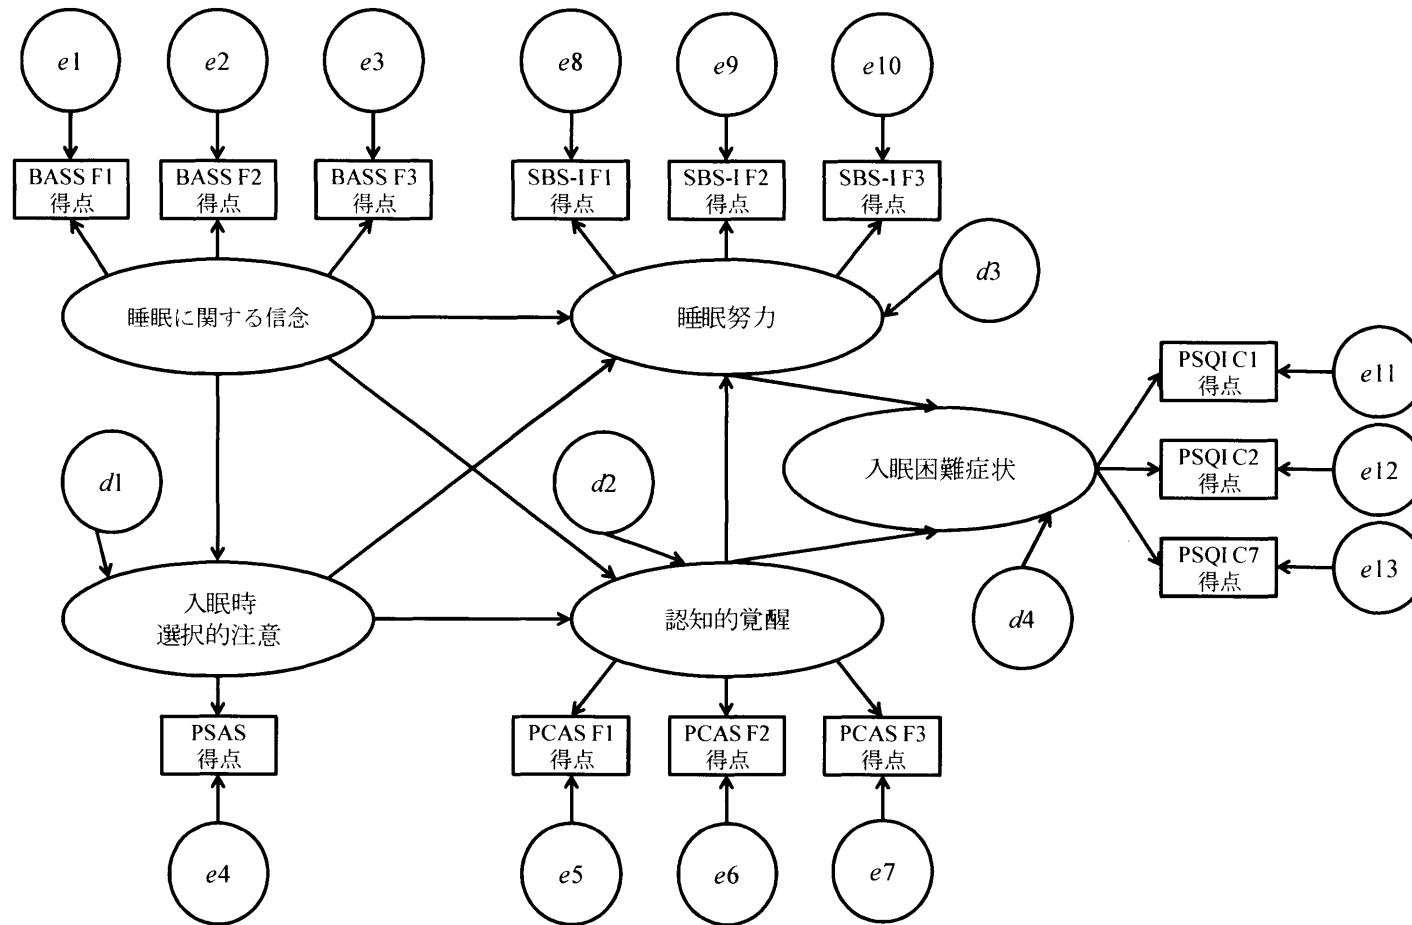 e1
e2
e3
e8
e9
e10
BASS F1
得点
BASS F2
得点
BASS F3
得点
SBS-I F1
得点
SBS-I F2
得点
SBS-I F3
得点
d3
睡眠に関する信念
睡眠努力
PSQI C1
得点
e11
d1
d2
入眠困難症状
PSQI C2
得点
e12
PSQI C7
得点
e13
入眠時
選択的注意
認知的覚醒
d4
PSAS
得点
PCAS F1
得点
PCAS F2
得点
PCAS F3
得点
e4
e5
e6
e7